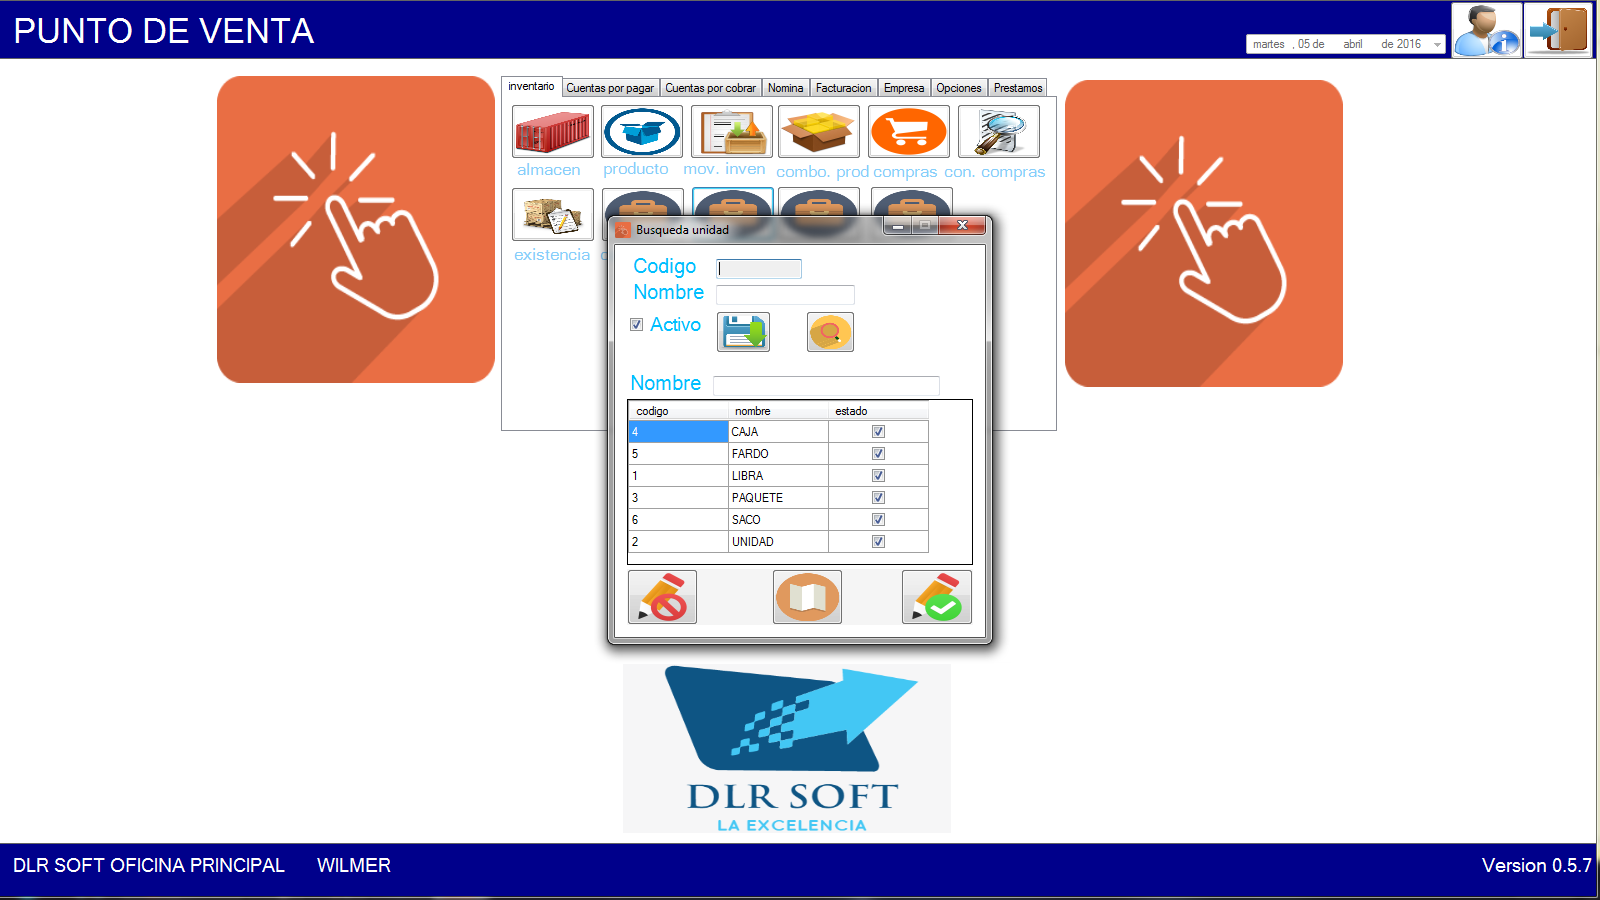 PUNTO DE VENTA
martes , 05 de abril de 2016
inventario Cuentas por pagar Cuentas por cobrar Nomina Facturacion Empresa Opciones Prestamos
almacen producto mov. inven combo. prod compras con. compras
existencia
Busqueda unidad
Codigo
Nombre
Activo
Nombre
codigo nombre estado
4 CAJA
5 FARDO
1 LIBRA
3 PAQUETE
6 SACO
2 UNIDAD
DLR SOFT
LA EXCELENCIA
DLR SOFT OFICINA PRINCIPAL WILMER
Version 0.5.7